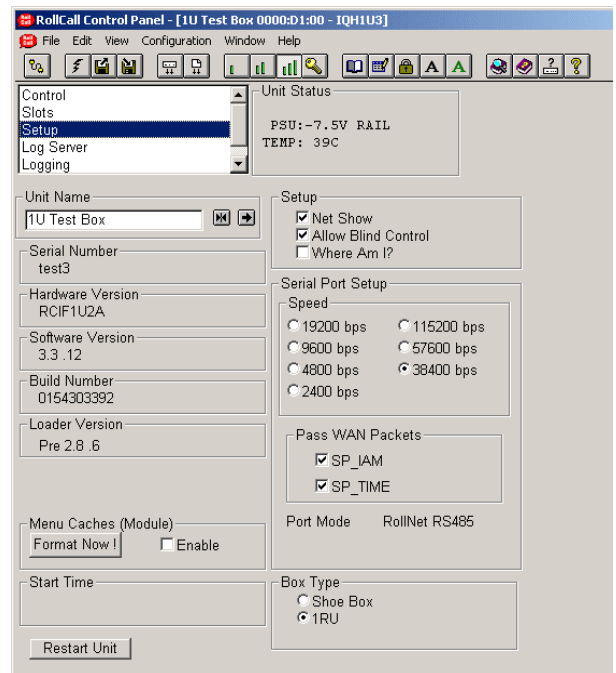 RollCall Control Panel - [1U Test Box 0000:D1:00 - IQH1U3]
File Edit View Configuration Window Help
A A
Control
Slots
Setup
Log Server
Logging
Unit Status
PSU:-7.5V RAIL
TEMP: 39C
Unit Name
1U Test Box
Serial Number
test3
Hardware Version
RCIF1U2A
Software Version
3.3 .12
Build Number
0154303392
Loader Version
Pre 2.8 .6
Menu Caches (Module)
Format Now !
Enable
Start Time
Restart Unit
Setup
Net Show
Allow Blind Control
Where Am I?
Serial Port Setup
Speed
19200 bps 115200 bps
9600 bps 57600 bps
4800 bps 38400 bps
2400 bps
Pass WAN Packets
SP_IAM
SP_TIME
Port Mode RollNet RS485
Box Type
Shoe Box
1RU